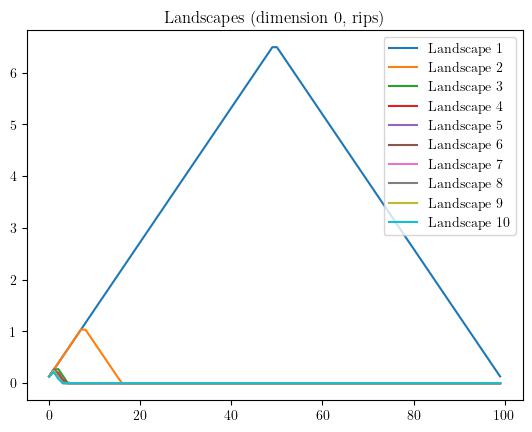 Landscapes (dimension 0, rips)
Landscape 1
Landscape 2
Landscape 3
Landscape 4
Landscape 5
Landscape 6
Landscape 7
Landscape 8
Landscape 9
Landscape 10
6
5
4
3
2
1
0
0 20 40 60 80 100